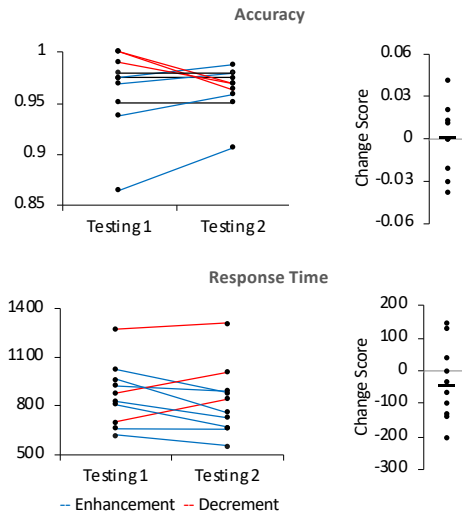 Accuracy
1
0.95
0.9
0.85
Testing 1
Testing 2
Change Score
0.06
0.03
0
-0.03
-0.06
Response Time
1400
1100
800
500
Testing 1
Testing 2
Change Score
200
100
0
-100
-200
-300
Enhancement
Decrement